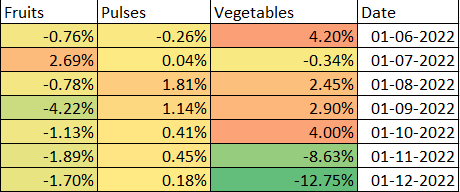 Fruits Pulses Vegetables Date
-0.76% -0.26% 4.20% 01-06-2022
2.69% 0.04% -0.34% 01-07-2022
-0.78% 1.81% 2.45% 01-08-2022
-4.22% 1.14% 2.90% 01-09-2022
-1.13% 0.41% 4.00% 01-10-2022
-1.89% 0.45% -8.63% 01-11-2022
-1.70% 0.18% -12.75% 01-12-2022